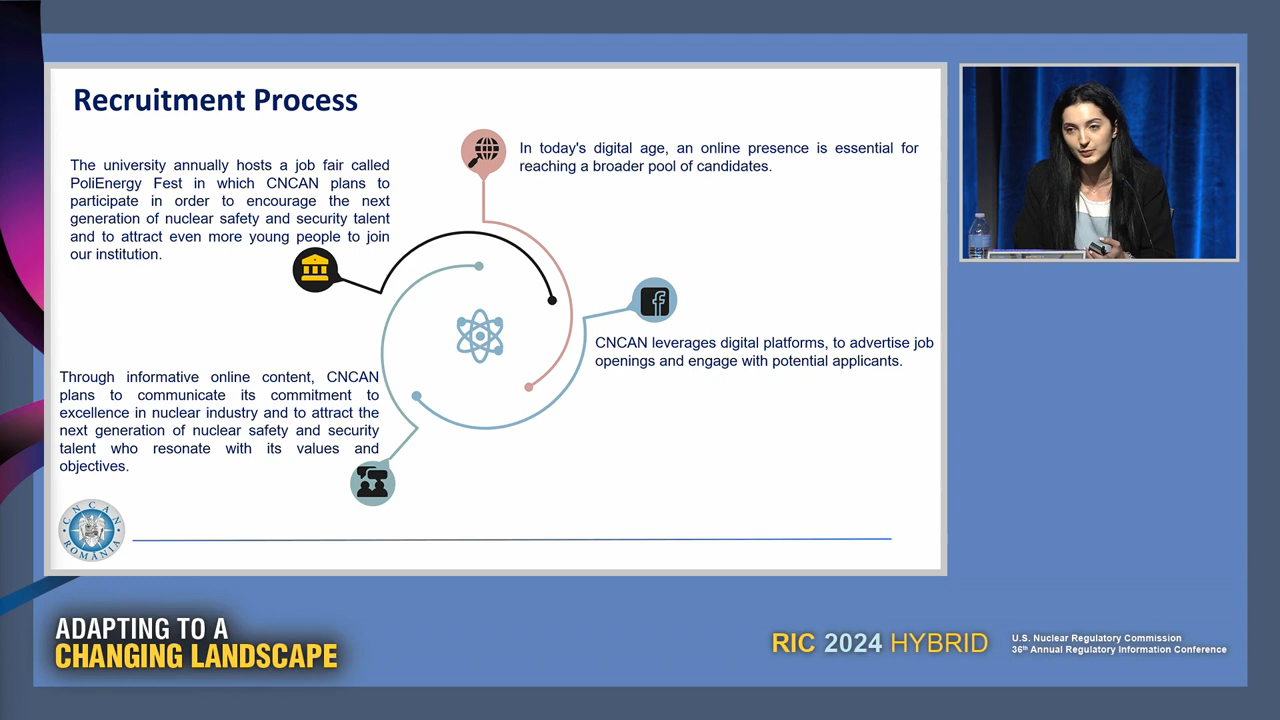 Recruitment Process
The university annually hosts a job fair called
PoliEnergy Fest in which CNCAN plans to
participate in order to encourage the next
generation of nuclear safety and security talent
and to attract even more young people to join
our institution.
In today's digital age, an online presence is essential for
reaching a broader pool of candidates.
CNCAN leverages digital platforms, to advertise job
openings and engage with potential applicants.
Through informative online content, CNCAN
plans to communicate its commitment to
excellence in nuclear industry and to attract the
next generation of nuclear safety and security
talent who resonate with its values and
objectives.
CNCAN
ROMÂNIA
ADAPTING TO A
CHANGING LANDSCAPE
RIC 2024 HYBRID
U.S. Nuclear Regulatory Commission
36th Annual Regulatory Information Conference